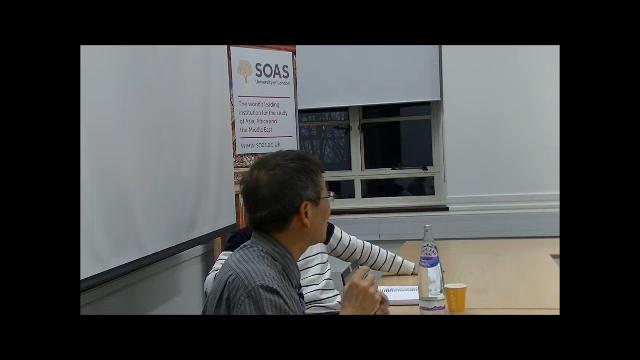 SOAS
University of London
The world's leading
institution for the study
of Asia, Africa and
the Middle East
www.soas.ac.uk